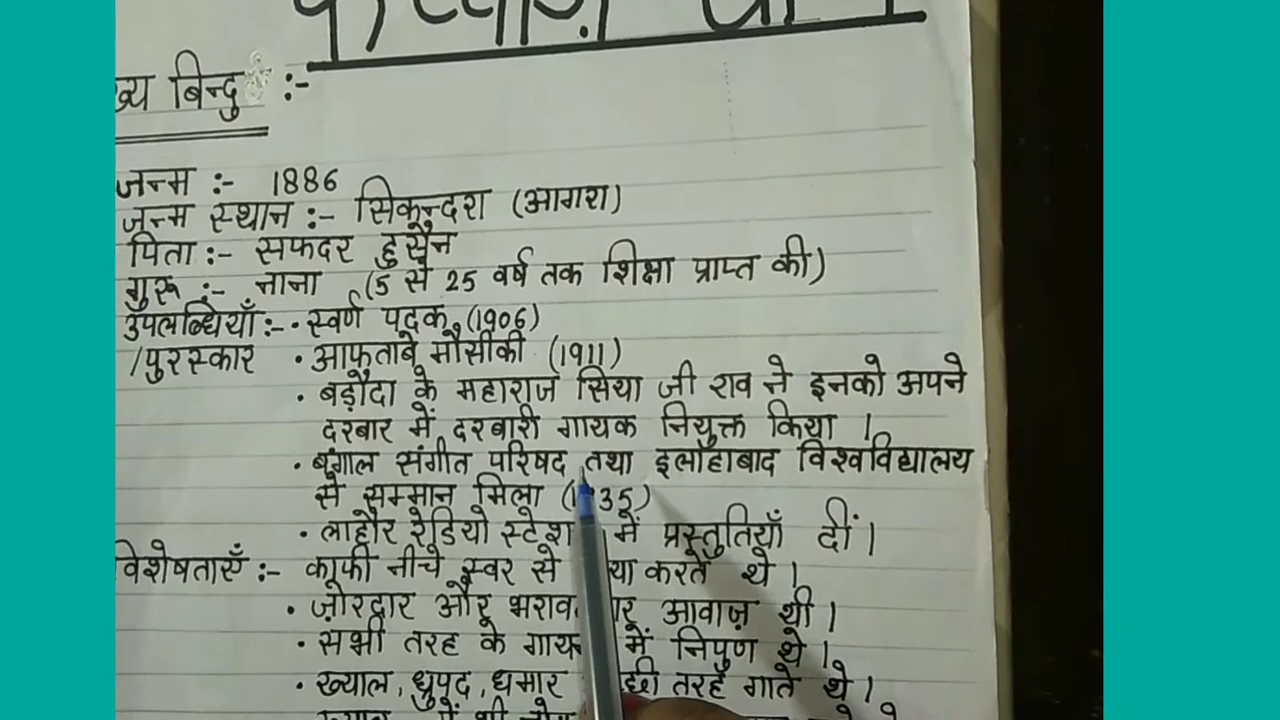 बिन्दु :-
जन्म :- 1886
जन्म स्थान :- सिकन्दरा (आगरा)
पिता :- सफदर हुसैन
गुरू :- नाना (5 से 25 वर्ष तक शिक्षा प्राप्त की)
उपलब्धियाँ :- • स्वर्ण पदक (1906)
/पुरस्कार • आफताबे मौसीकी (1911)
• बड़ौदा के महाराज सिया जी राव ने इनको अपने
दरबार में दरबारी गायक नियुक्त किया ।
• बंगाल संगीत परिषद तथा इलाहाबाद विश्वविद्यालय
से सम्मान मिला
• लाहौर रेडियो में प्रस्तुतियाँ दीं ।
विशेषताएँ :- काफी नीचे स्वर से करते थे ।
• ज़ोरदार और आवाज़ थी ।
• सभी तरह के में निपुण थे ।
• ख्याल, ध्रुपद, धमार तरह गाते थे ।